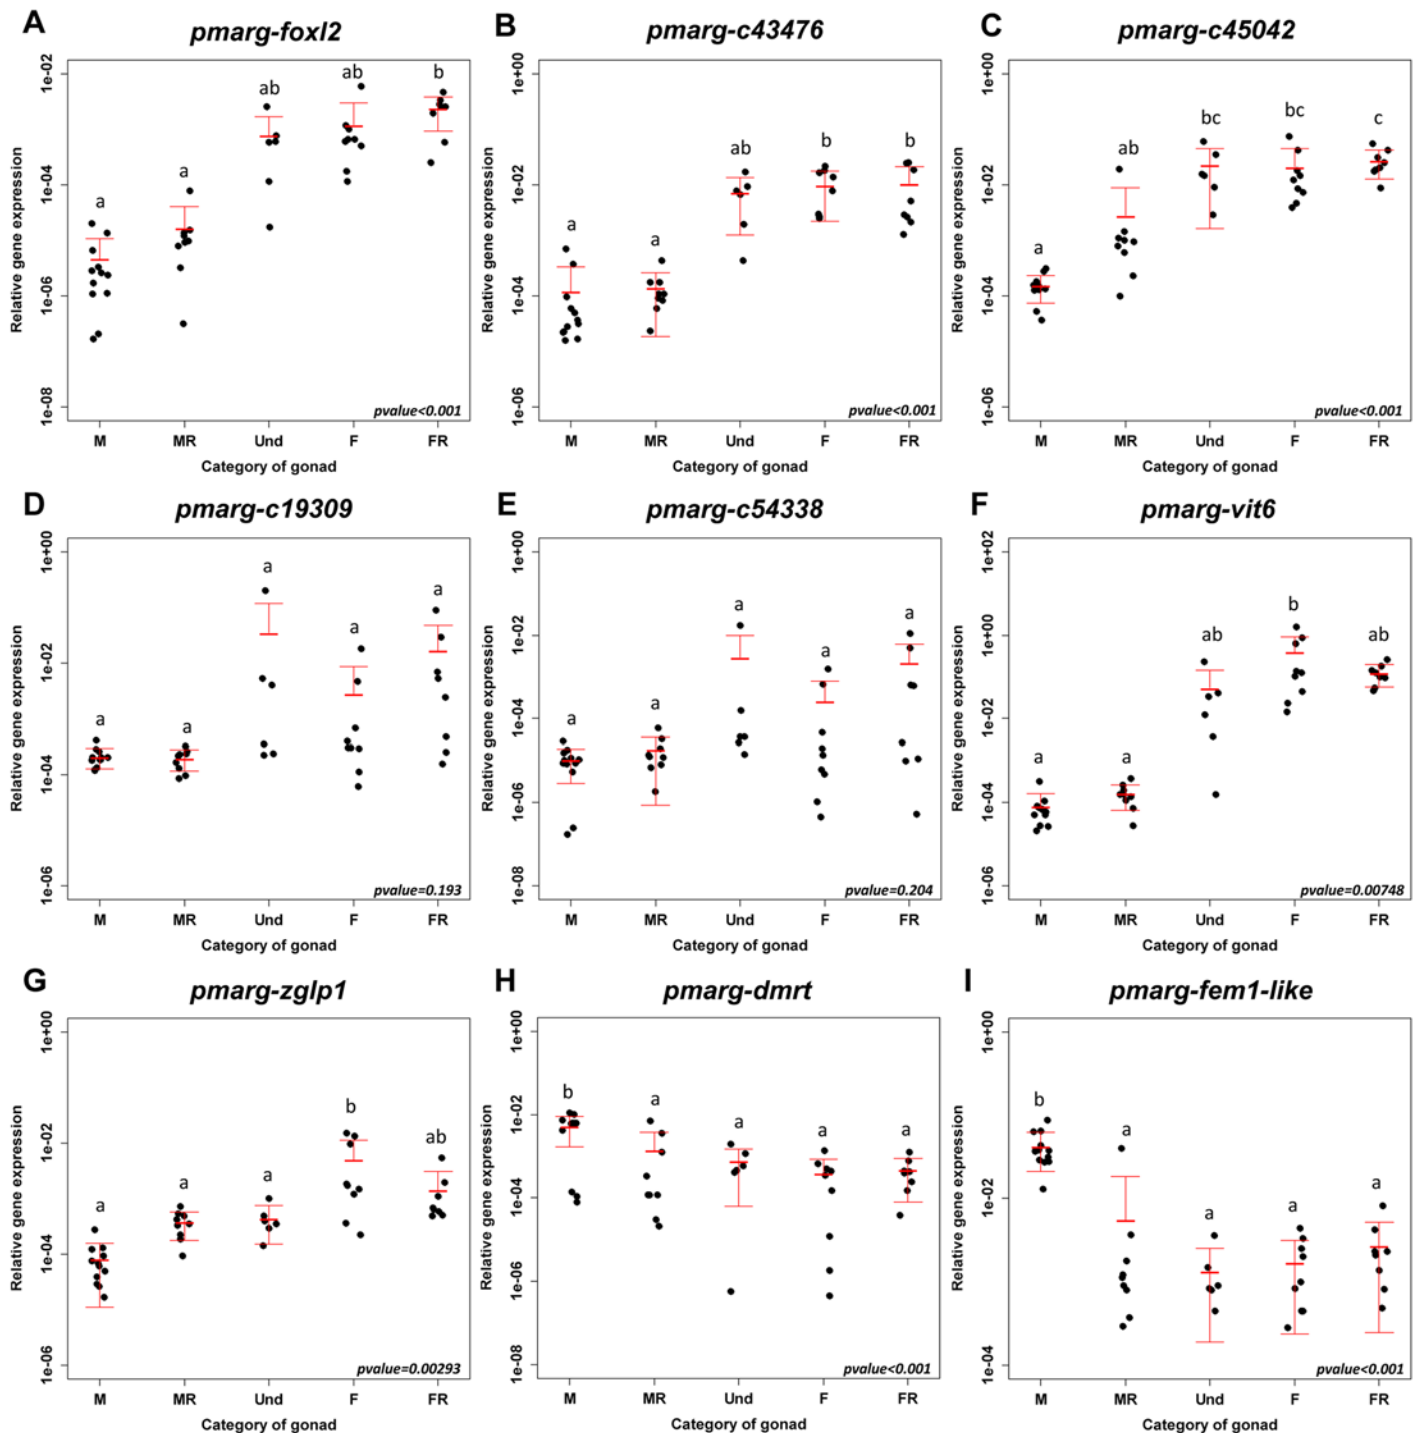 A pmarg-foxl2
Relative gene expression
1e-02
1e-04
1e-06
1e-08
a
a
ab
ab
b
pvalue<0.001
M MR Und F FR
Category of gonad
B pmarg-c43476
Relative gene expression
1e+00
1e-02
1e-04
1e-06
a
a
ab
b
b
pvalue<0.001
M MR Und F FR
Category of gonad
C pmarg-c45042
Relative gene expression
1e+00
1e-02
1e-04
1e-06
a
ab
bc
bc
c
pvalue<0.001
M MR Und F FR
Category of gonad
D pmarg-c19309
Relative gene expression
1e+00
1e-02
1e-04
1e-06
a
a
a
a
a
pvalue=0.193
M MR Und F FR
Category of gonad
E pmarg-c54338
Relative gene expression
1e+00
1e-02
1e-04
1e-06
1e-08
a
a
a
a
a
pvalue=0.204
M MR Und F FR
Category of gonad
F pmarg-vit6
Relative gene expression
1e+02
1e+00
1e-02
1e-04
1e-06
a
a
ab
b
ab
pvalue=0.00748
M MR Und F FR
Category of gonad
G pmarg-zglp1
Relative gene expression
1e+00
1e-02
1e-04
1e-06
a
a
a
b
ab
pvalue=0.00293
M MR Und F FR
Category of gonad
H pmarg-dmrt
Relative gene expression
1e+00
1e-02
1e-04
1e-06
1e-08
b
a
a
a
a
pvalue<0.001
M MR Und F FR
Category of gonad
I pmarg-fem1-like
Relative gene expression
1e+00
1e-02
1e-04
b
a
a
a
a
pvalue<0.001
M MR Und F FR
Category of gonad